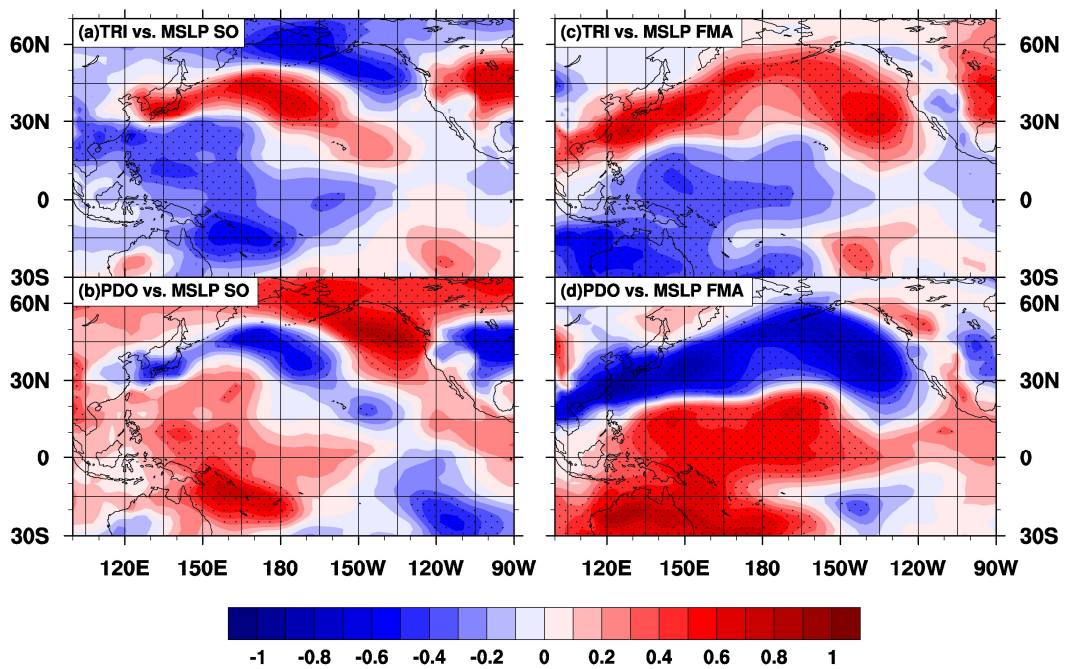 (a)TRI vs. MSLP SO
(c)TRI vs. MSLP FMA
60N
30N
0
30S
60N
30N
0
30S
(b)PDO vs. MSLP SO
(d)PDO vs. MSLP FMA
60N
30N
0
30S
60N
30N
0
30S
120E 150E 180 150W 120W 90W
120E 150E 180 150W 120W 90W
-1 -0.8 -0.6 -0.4 -0.2 0 0.2 0.4 0.6 0.8 1